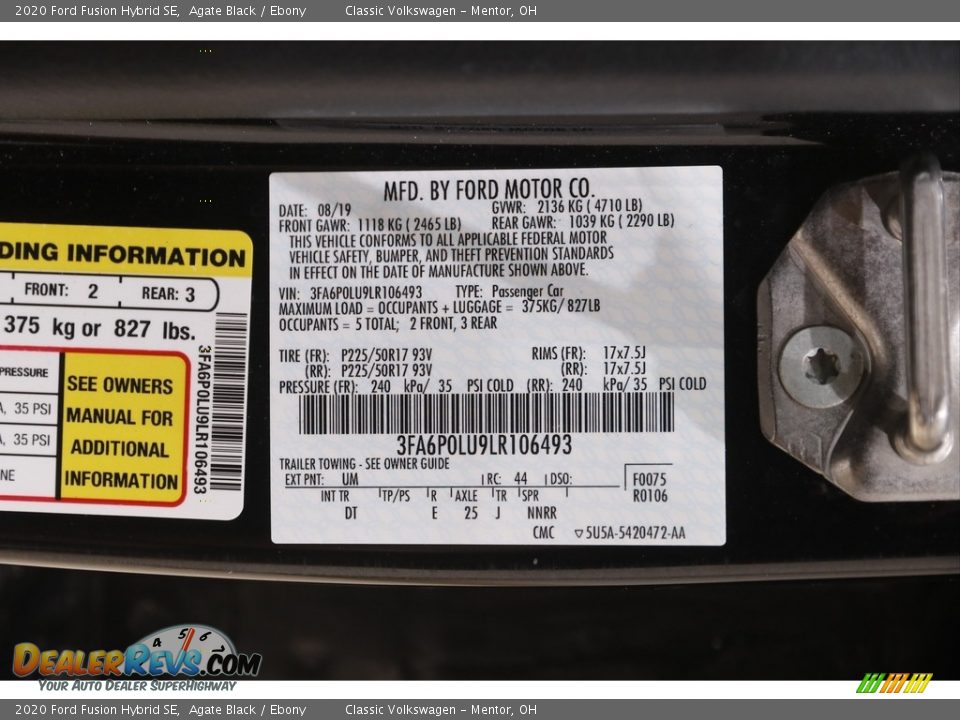 2020 Ford Fusion Hybrid SE, Agate Black / Ebony Classic Volkswagen - Mentor, OH
DING INFORMATION
FRONT: 2 REAR: 3
375 kg or 827 lbs.
PRESSURE
, 35 PSI
, 35 PSI
NE
SEE OWNERS
MANUAL FOR
ADDITIONAL
INFORMATION
3FA6P0LU9LR106493
MFD. BY FORD MOTOR CO.
DATE: 08/19 GVWR: 2136 KG ( 4710 LB)
FRONT GAWR: 1118 KG ( 2465 LB) REAR GAWR: 1039 KG ( 2290 LB)
THIS VEHICLE CONFORMS TO ALL APPLICABLE FEDERAL MOTOR
VEHICLE SAFETY, BUMPER, AND THEFT PREVENTION STANDARDS
IN EFFECT ON THE DATE OF MANUFACTURE SHOWN ABOVE.
VIN: 3FA6P0LU9LR106493 TYPE: Passenger Car
MAXIMUM LOAD = OCCUPANTS + LUGGAGE = 375KG/ 827LB
OCCUPANTS = 5 TOTAL; 2 FRONT, 3 REAR
TIRE (FR): P225/50R17 93V RIMS (FR): 17x7.5J
(RR): P225/50R17 93V (RR): 17x7.5J
PRESSURE (FR): 240 kPa/ 35 PSI COLD (RR): 240 kPa/ 35 PSI COLD
3FA6P0LU9LR106493
TRAILER TOWING - SEE OWNER GUIDE
EXT PNT: UM RC: 44 DSO: F0075
INT TR TP/PS R AXLE TR SPR R0106
DT E 25 J NNRR
CMC ▽5U5A-5420472-AA
4 5 6
DEALERREVS.COM
YOUR AUTO DEALER SUPERHIGHWAY
2020 Ford Fusion Hybrid SE, Agate Black / Ebony Classic Volkswagen - Mentor, OH